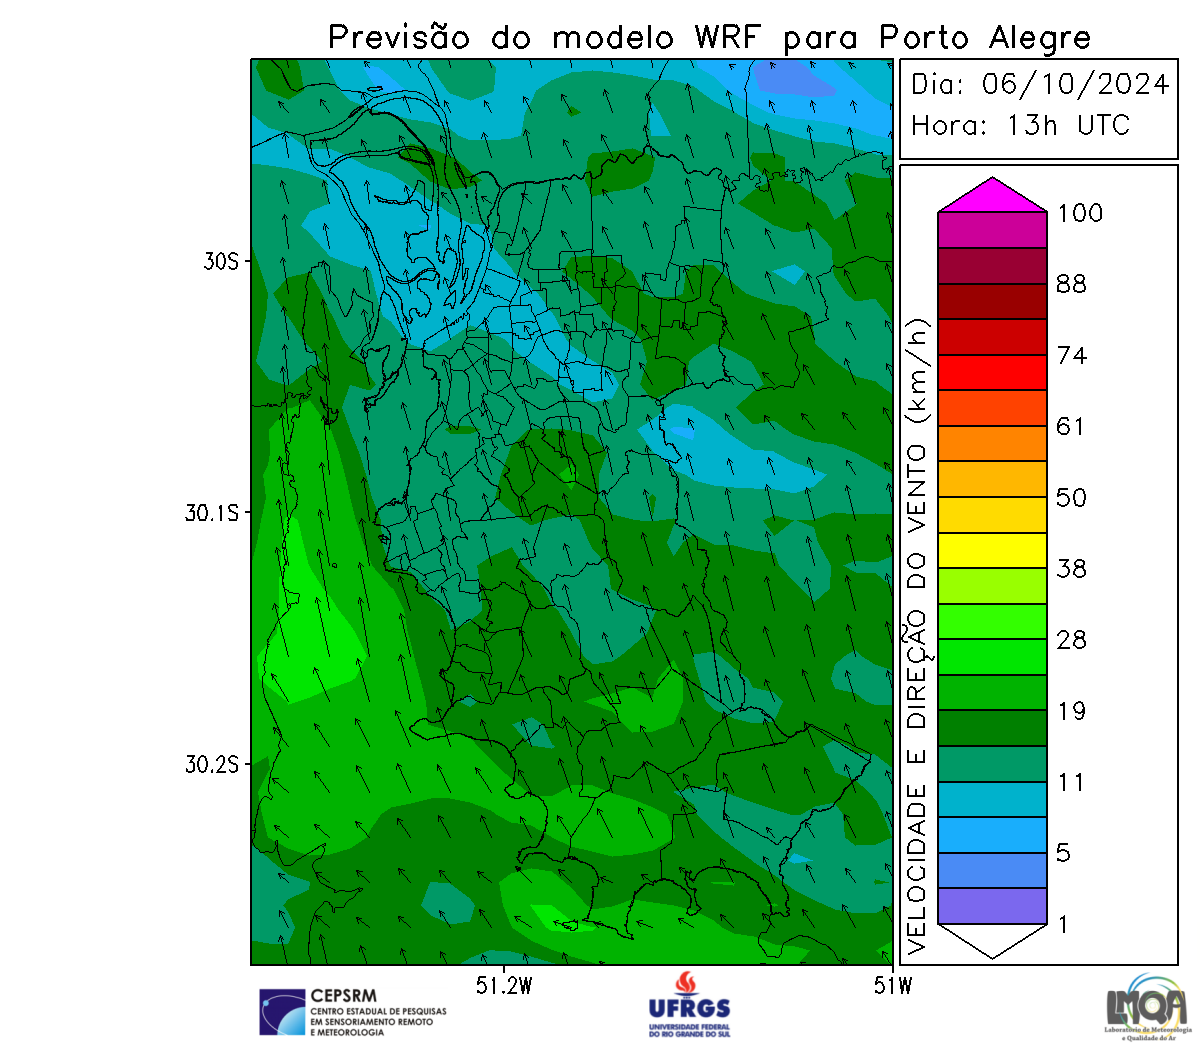 Previsão do modelo WRF para Porto Alegre
Dia: 06/10/2024
Hora: 13h UTC
30S
30.1S
30.2S
51.2W
51W
VELOCIDADE E DIREÇÃO DO VENTO (km/h)
100
88
74
61
50
38
28
19
11
5
1
CEPSRM
CENTRO ESTADUAL DE PESQUISAS
EM SENSORIAMENTO REMOTO
E METEOROLOGIA
UFRGS
UNIVERSIDADE FEDERAL
DO RIO GRANDE DO SUL
LMQA
Laboratório de Meteorologia
e Qualidade do Ar